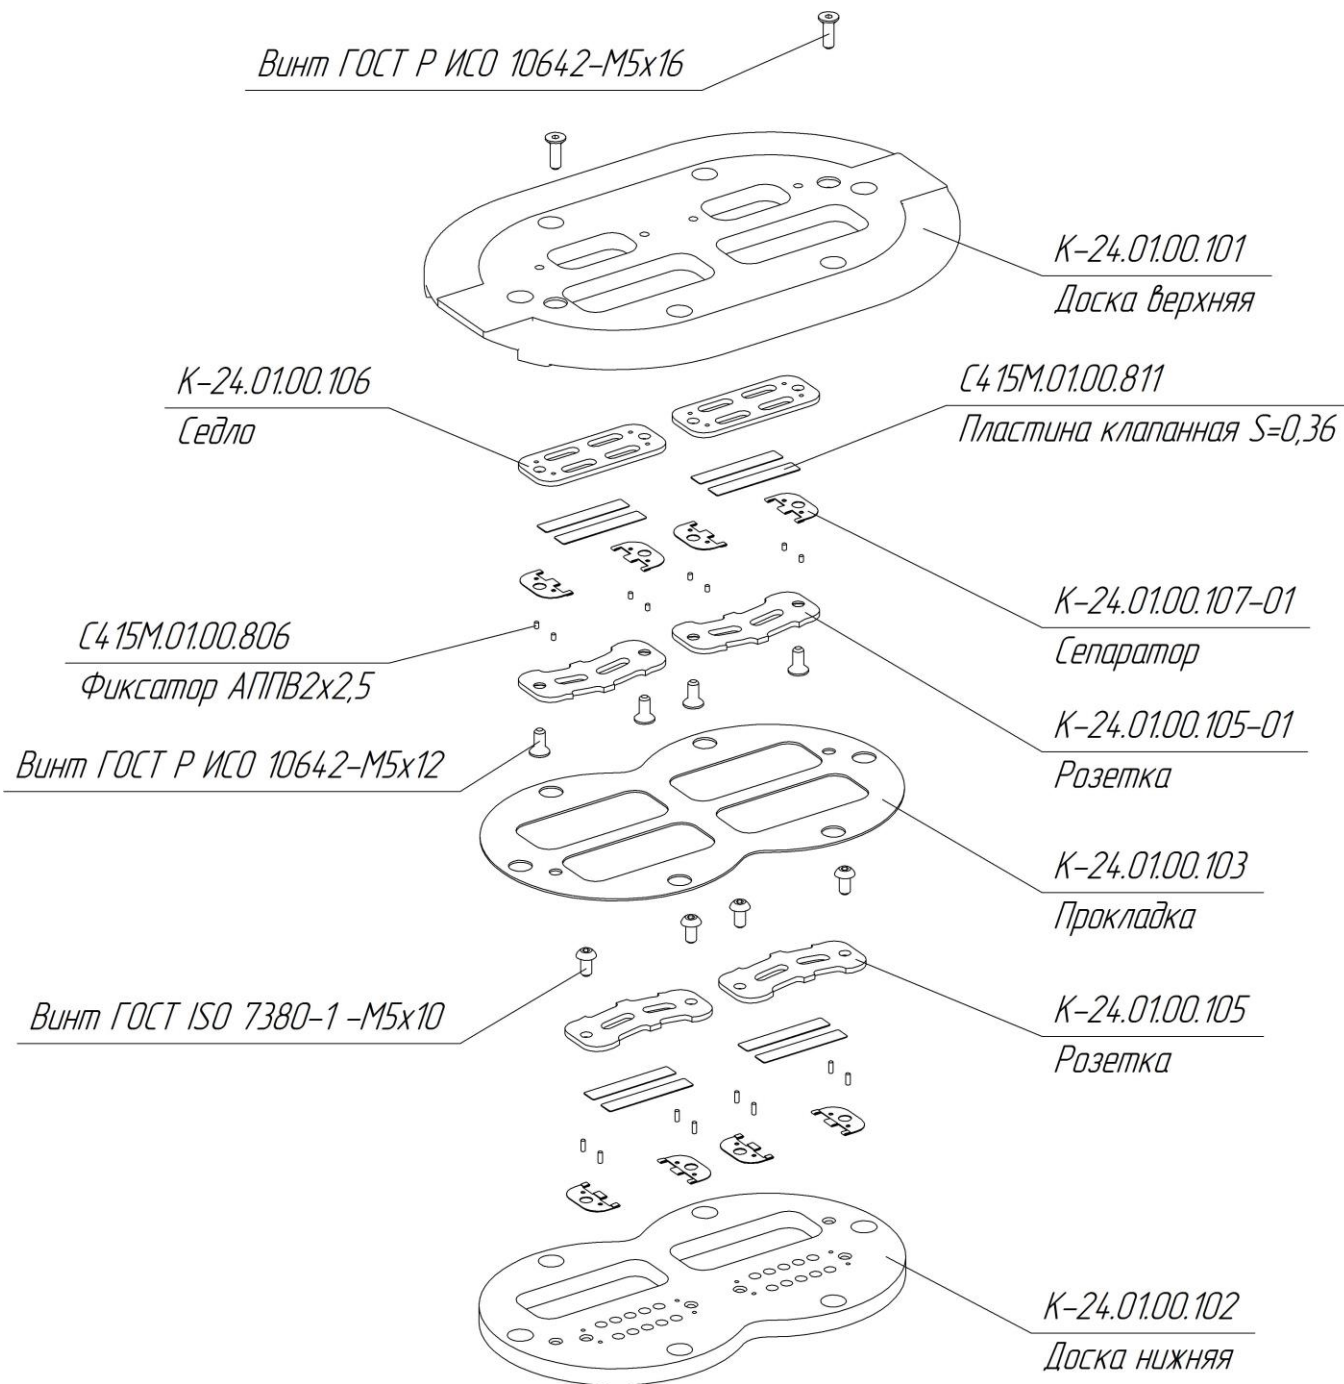 Винт ГОСТ Р ИСО 10642-М5х16
К-24.01.00.101
Доска верхняя
К-24.01.00.106
Седло
С415М.01.00.811
Пластина клапанная S=0,36
К-24.01.00.107-01
Сепаратор
С415М.01.00.806
Фиксатор АППВ2х2,5
К-24.01.00.105-01
Розетка
Винт ГОСТ Р ИСО 10642-М5х12
К-24.01.00.103
Прокладка
Винт ГОСТ ISO 7380-1 -М5х10
К-24.01.00.105
Розетка
К-24.01.00.102
Доска нижняя